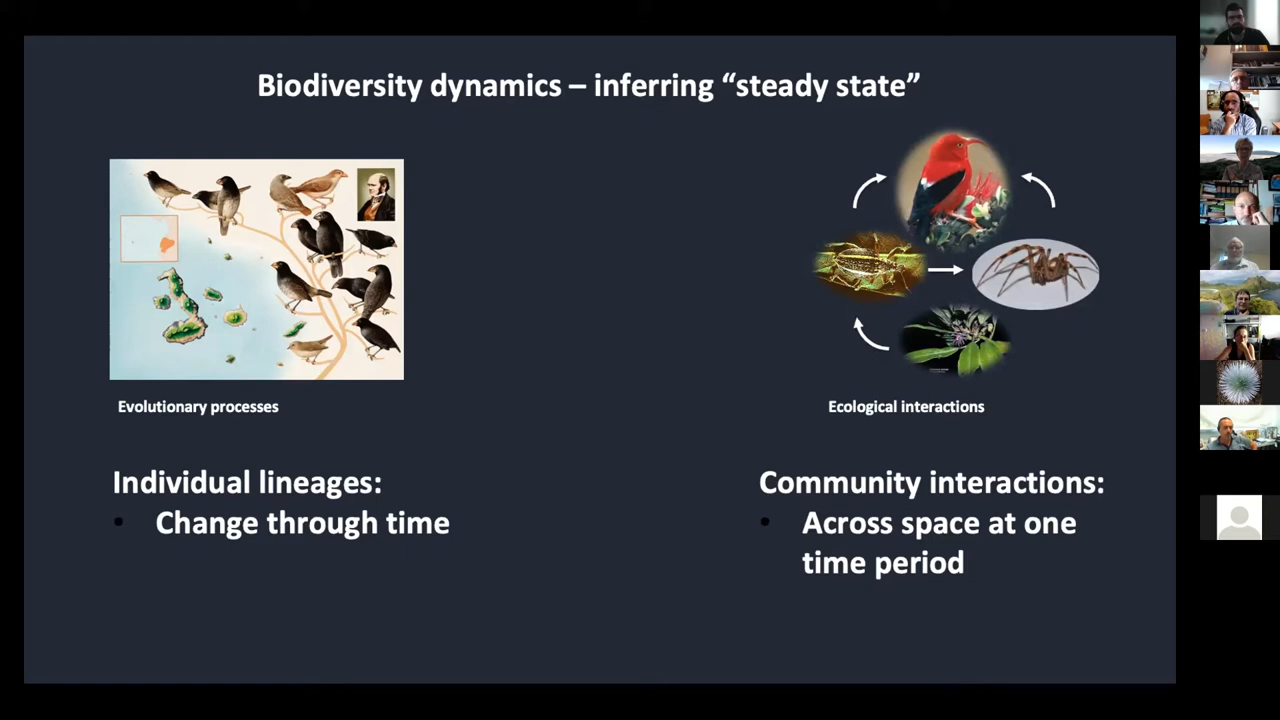 Biodiversity dynamics – inferring “steady state”
Evolutionary processes
Ecological interactions
Individual lineages:
• Change through time
Community interactions:
• Across space at one
time period